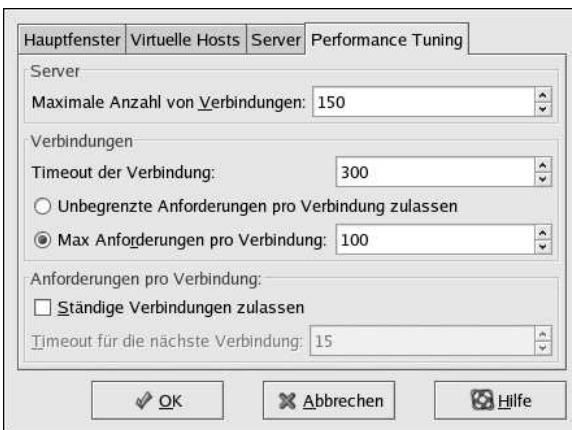 Hauptfenster Virtuelle Hosts Server Performance Tuning
Server
Maximale Anzahl von Verbindungen: 150
Verbindungen
Timeout der Verbindung: 300
Unbegrenzte Anforderungen pro Verbindung zulassen
Max Anforderungen pro Verbindung: 100
Anforderungen pro Verbindung:
Ständige Verbindungen zulassen
Timeout für die nächste Verbindung: 15
OK Abbrechen Hilfe